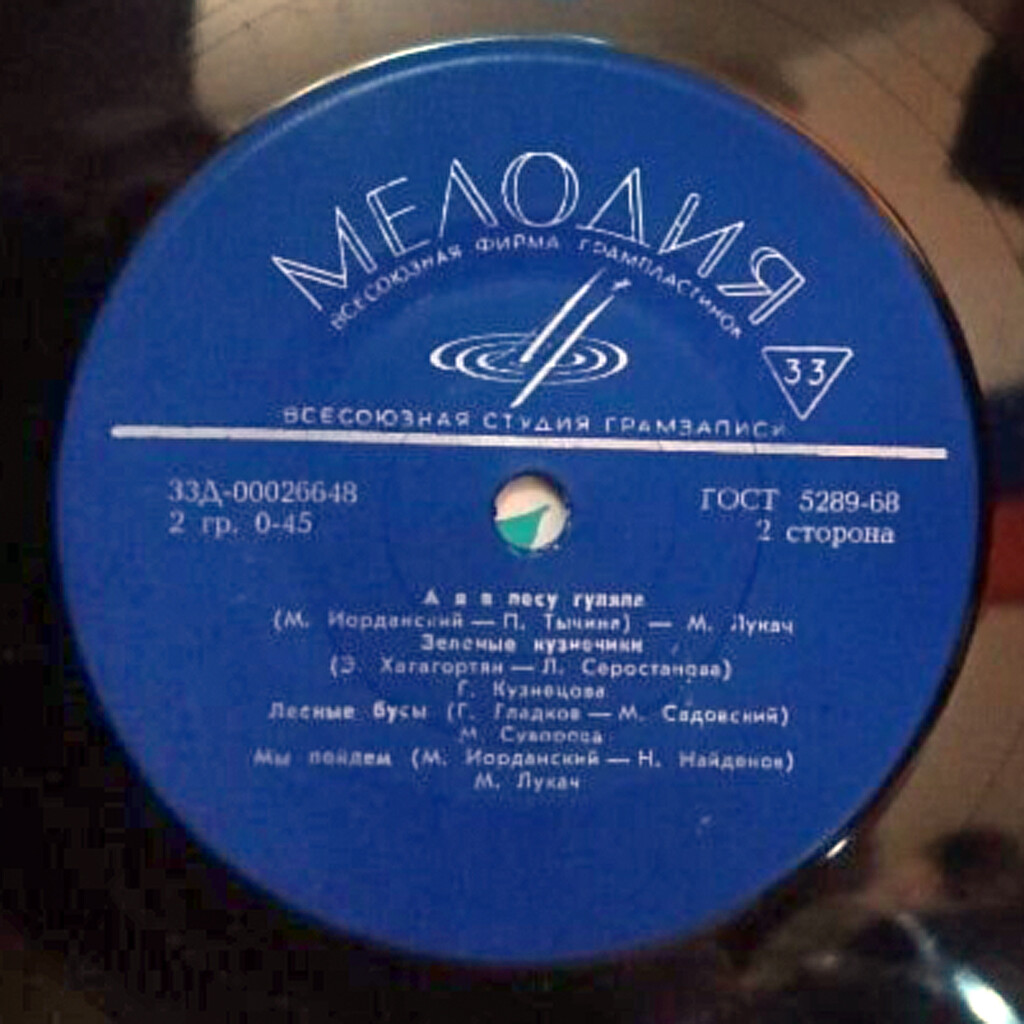 МЕЛОДИЯ
ВСЕСОЮЗНАЯ ФИРМА ГРАМПЛАСТИНОК
33
ВСЕСОЮЗНАЯ СТУДИЯ ГРАМЗАПИСИ
33Д-00026648
ГОСТ 5289-68
2 гр. 0-45
2 сторона
А я в лесу гуляла
(М. Иорданский — П. Тычина) — М. Лукач
Зеленые кузнечики
(Э. Хагагортян — Л. Серостанова)
Г. Кузнецова
Лесные бусы (Г. Гладков — М. Садовский)
М. Суворова
Мы пойдем (М. Иорданский — Н. Найденов)
М. Лукач